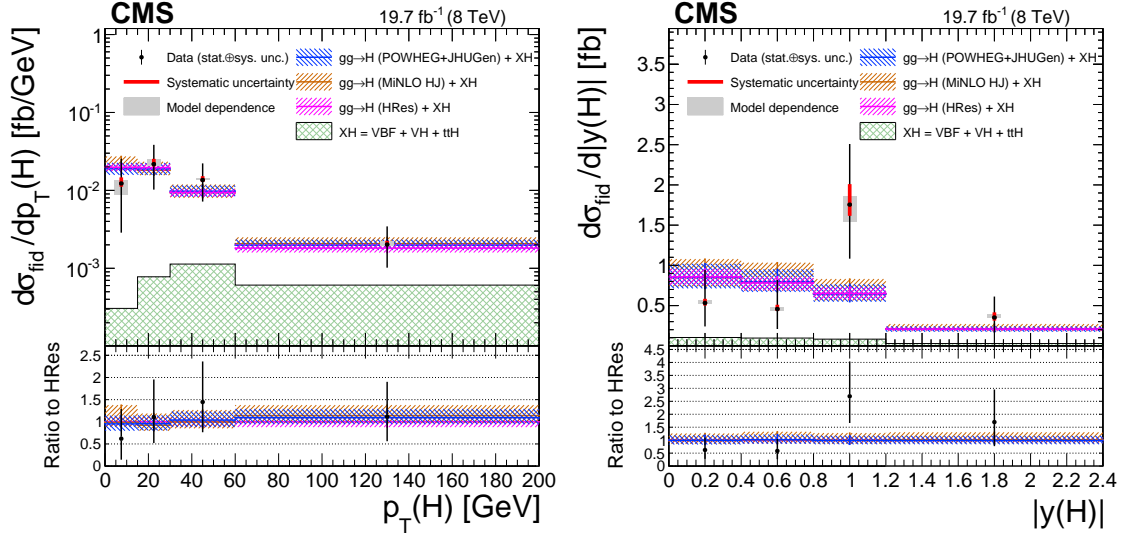 CMS 19.7 fb⁻¹ (8 TeV)
dσ_fid /dp_T(H) [fb/GeV]
1
10⁻¹
10⁻²
10⁻³
Data (stat.⊕sys. unc.)
Systematic uncertainty
Model dependence
gg→H (POWHEG+JHUGen) + XH
gg→H (MiNLO HJ) + XH
gg→H (HRes) + XH
XH = VBF + VH + ttH
Ratio to HRes
2.5
2
1.5
1
0.5
0
0 20 40 60 80 100 120 140 160 180 200
p_T(H) [GeV]
CMS 19.7 fb⁻¹ (8 TeV)
dσ_fid /d|y(H)| [fb]
3.5
3
2.5
2
1.5
1
0.5
Data (stat.⊕sys. unc.)
Systematic uncertainty
Model dependence
gg→H (POWHEG+JHUGen) + XH
gg→H (MiNLO HJ) + XH
gg→H (HRes) + XH
XH = VBF + VH + ttH
Ratio to HRes
4.5
4
3.5
3
2.5
2
1.5
1
0.5
0
0 0.2 0.4 0.6 0.8 1 1.2 1.4 1.6 1.8 2 2.2 2.4
|y(H)|